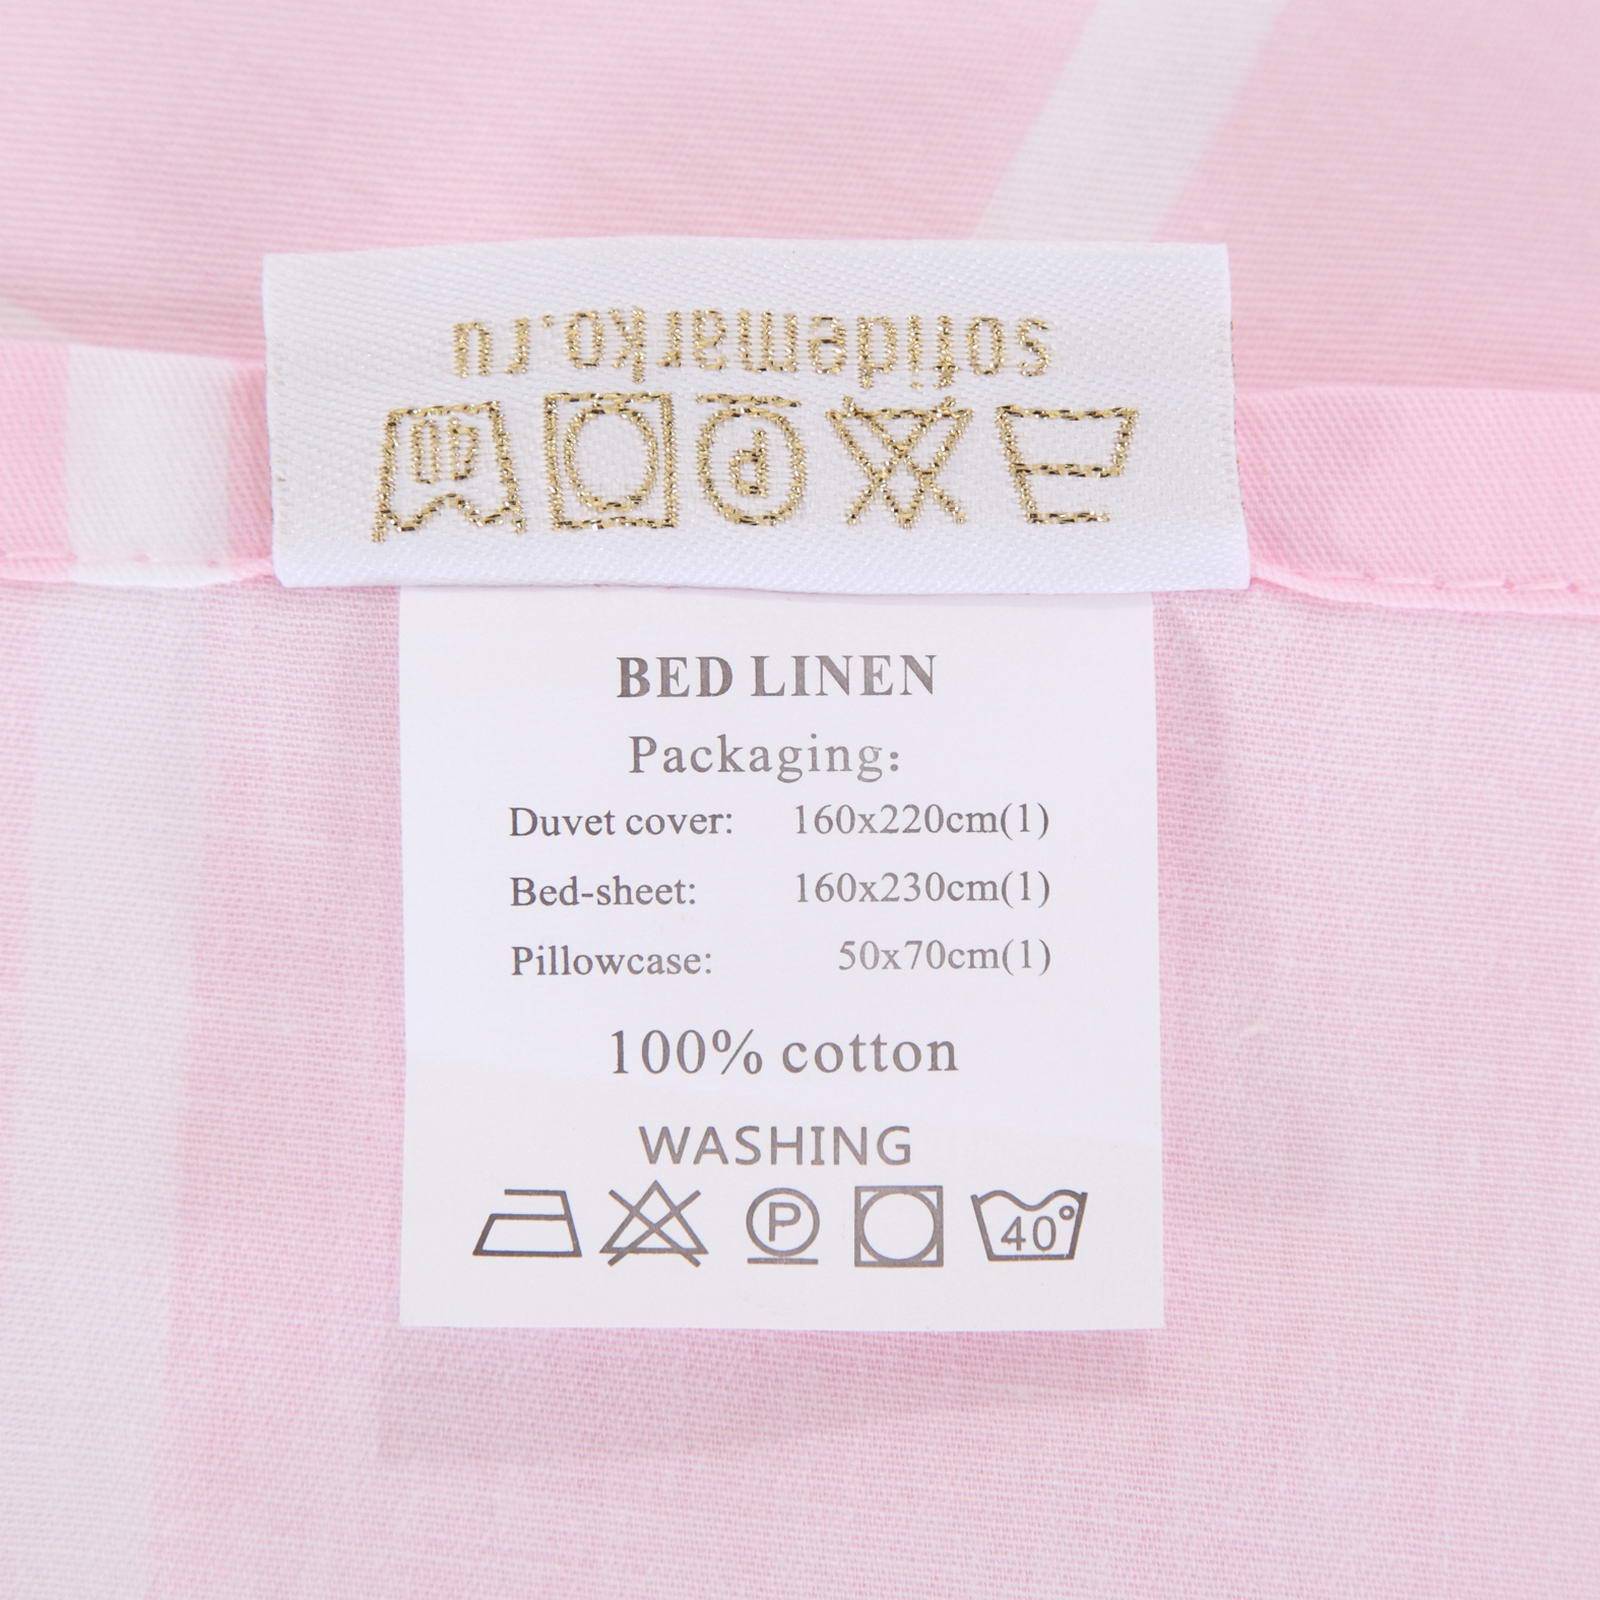 sofidemarko.ru
40
P
BED LINEN
Packaging:
Duvet cover: 160x220cm(1)
Bed-sheet: 160x230cm(1)
Pillowcase: 50x70cm(1)
100% cotton
WASHING
P 40°